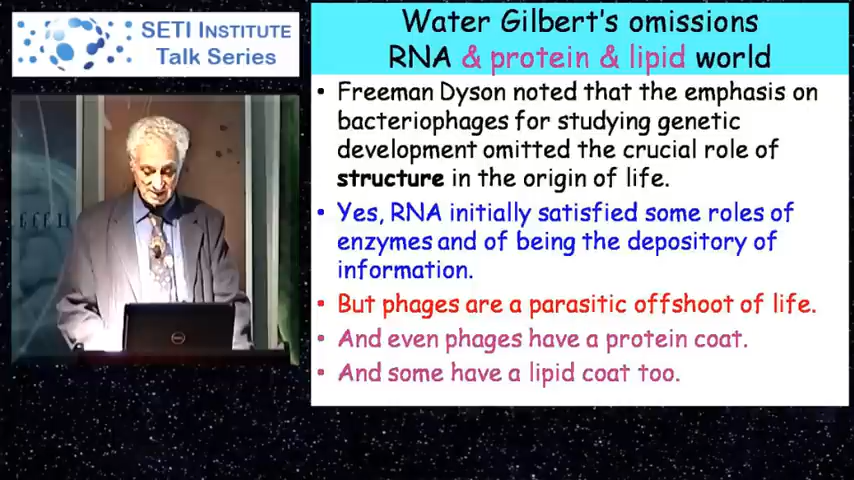 SETI INSTITUTE
Talk Series
Water Gilbert's omissions
RNA & protein & lipid world
• Freeman Dyson noted that the emphasis on
bacteriophages for studying genetic
development omitted the crucial role of
structure in the origin of life.
• Yes, RNA initially satisfied some roles of
enzymes and of being the depository of
information.
• But phages are a parasitic offshoot of life.
• And even phages have a protein coat.
• And some have a lipid coat too.